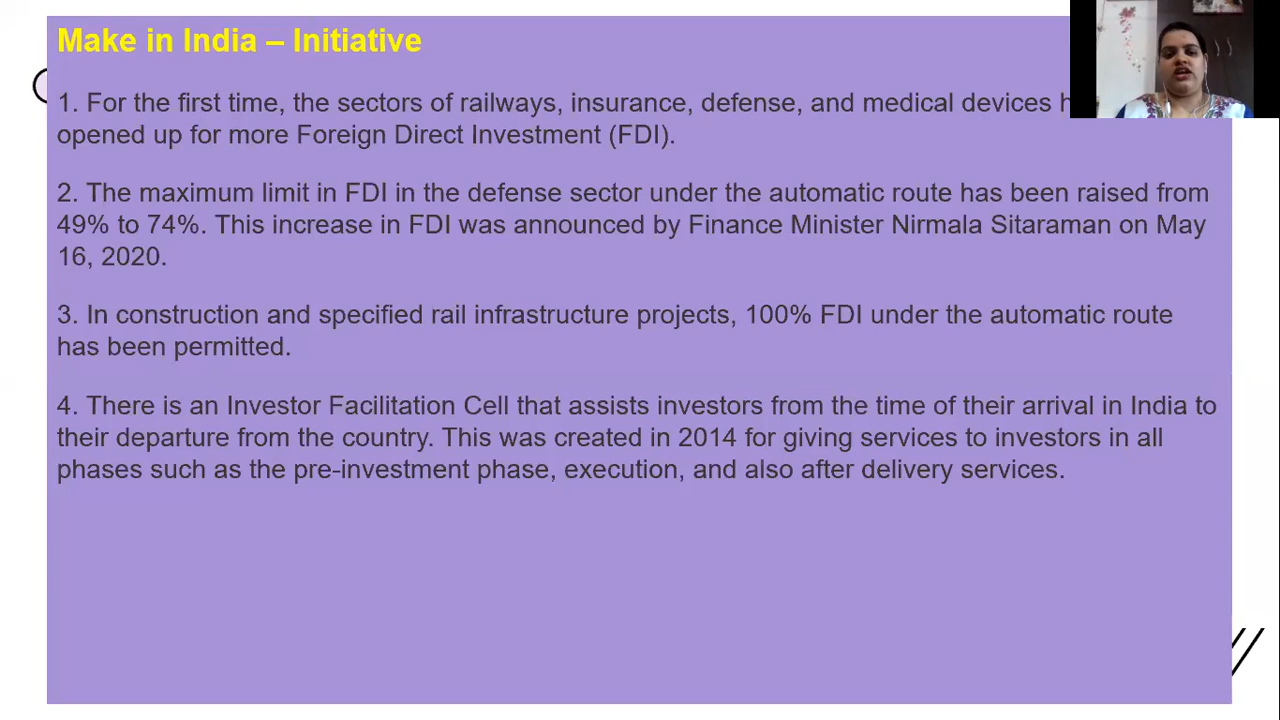 Make in India – Initiative
1. For the first time, the sectors of railways, insurance, defense, and medical devices
opened up for more Foreign Direct Investment (FDI).
2. The maximum limit in FDI in the defense sector under the automatic route has been raised from
49% to 74%. This increase in FDI was announced by Finance Minister Nirmala Sitaraman on May
16, 2020.
3. In construction and specified rail infrastructure projects, 100% FDI under the automatic route
has been permitted.
4. There is an Investor Facilitation Cell that assists investors from the time of their arrival in India to
their departure from the country. This was created in 2014 for giving services to investors in all
phases such as the pre-investment phase, execution, and also after delivery services.